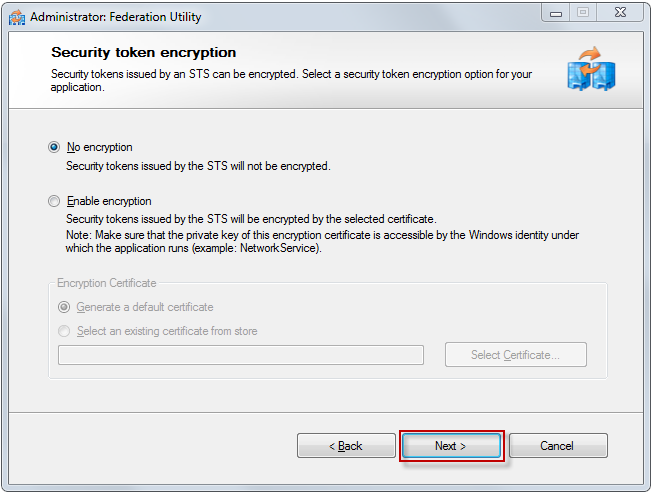 Administrator: Federation Utility
Security token encryption
Security tokens issued by an STS can be encrypted. Select a security token encryption option for your
application.
No encryption
Security tokens issued by the STS will not be encrypted.
Enable encryption
Security tokens issued by the STS will be encrypted by the selected certificate.
Note: Make sure that the private key of this encryption certificate is accessible by the Windows identity under
which the application runs (example: NetworkService).
Encryption Certificate
Generate a default certificate
Select an existing certificate from store
Select Certificate...
< Back
Next >
Cancel